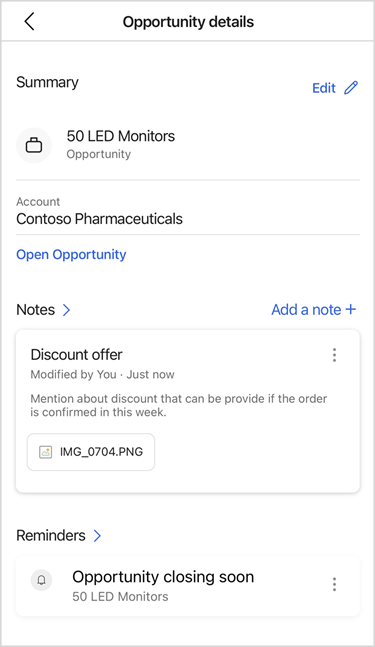 Opportunity details
Summary
Edit
50 LED Monitors
Opportunity
Account
Contoso Pharmaceuticals
Open Opportunity
Notes
Add a note +
Discount offer
Modified by You · Just now
Mention about discount that can be provide if the order
is confirmed in this week.
IMG_0704.PNG
Reminders
Opportunity closing soon
50 LED Monitors